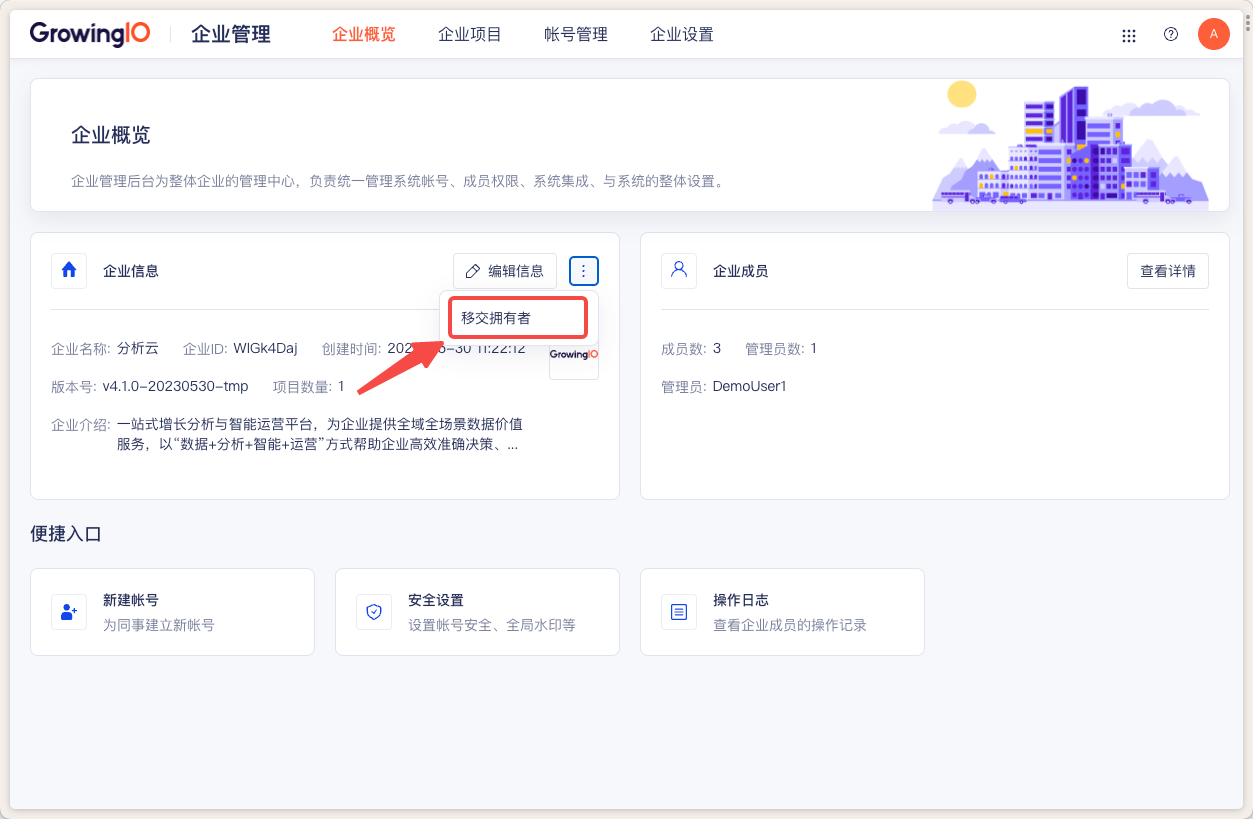 GrowingIO
企业管理
企业概览
企业项目
帐号管理
企业设置
A
企业概览
企业管理后台为整体企业的管理中心，负责统一管理系统帐号、成员权限、系统集成、与系统的整体设置。
企业信息
编辑信息
移交拥有者
企业名称: 分析云 企业ID: WlGk4Daj 创建时间: 202 -30 11:22:12
GrowingIO
版本号: v4.1.0-20230530-tmp 项目数量: 1
企业介绍: 一站式增长分析与智能运营平台，为企业提供全域全场景数据价值
服务，以“数据+分析+智能+运营”方式帮助企业高效准确决策、...
企业成员
查看详情
成员数: 3 管理员数: 1
管理员: DemoUser1
便捷入口
新建帐号
为同事建立新帐号
安全设置
设置帐号安全、全局水印等
操作日志
查看企业成员的操作记录